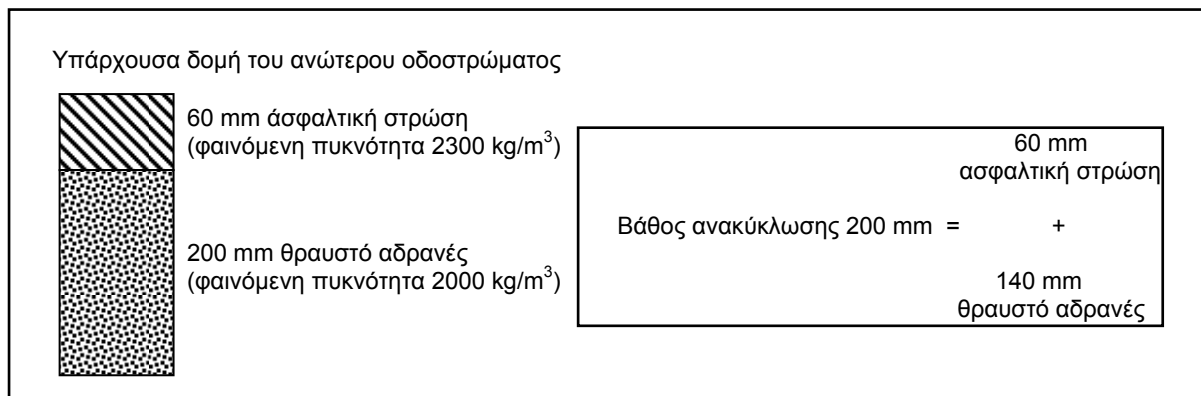 Υπάρχουσα δομή του ανώτερου οδοστρώματος
60 mm άσφαλτική στρώση
(φαινόμενη πυκνότητα 2300 kg/m³)
200 mm θραυστό αδρανές
(φαινόμενη πυκνότητα 2000 kg/m³)
60 mm
ασφαλτική στρώση
Βάθος ανακύκλωσης 200 mm = +
140 mm
θραυστό αδρανές